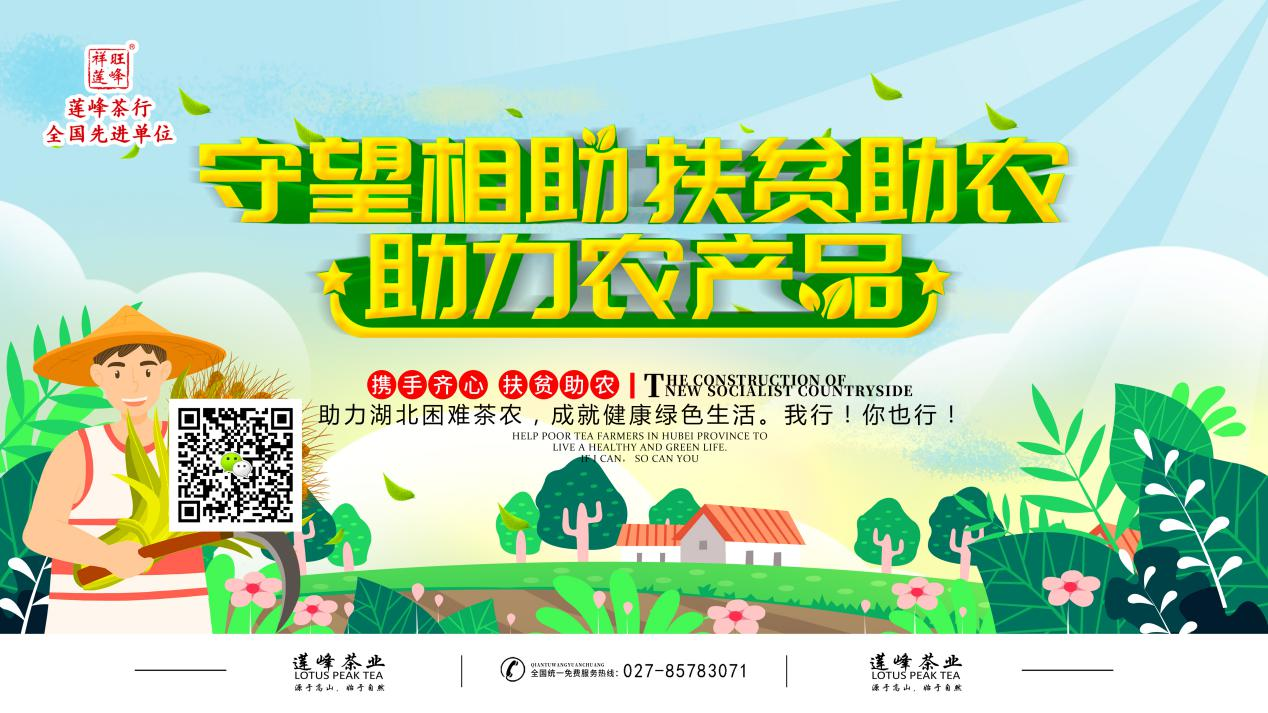 祥旺
莲峰
®
莲峰茶行
全国先进单位
守望相助 扶贫助农
助力农产品
携手齐心 扶贫助农
THE CONSTRUCTION OF
NEW SOCIALIST COUNTRYSIDE
助力湖北困难茶农，成就健康绿色生活。我行！你也行！
HELP POOR TEA FARMERS IN HUBEI PROVINCE TO
LIVE A HEALTHY AND GREEN LIFE.
IF I CAN， SO CAN YOU
莲峰茶业
LOTUS PEAK TEA
源于高山，始于自然
QIANTUWANGYUANCHUANG
全国统一免费服务热线：027-85783071
莲峰茶业
LOTUS PEAK TEA
源于高山，始于自然